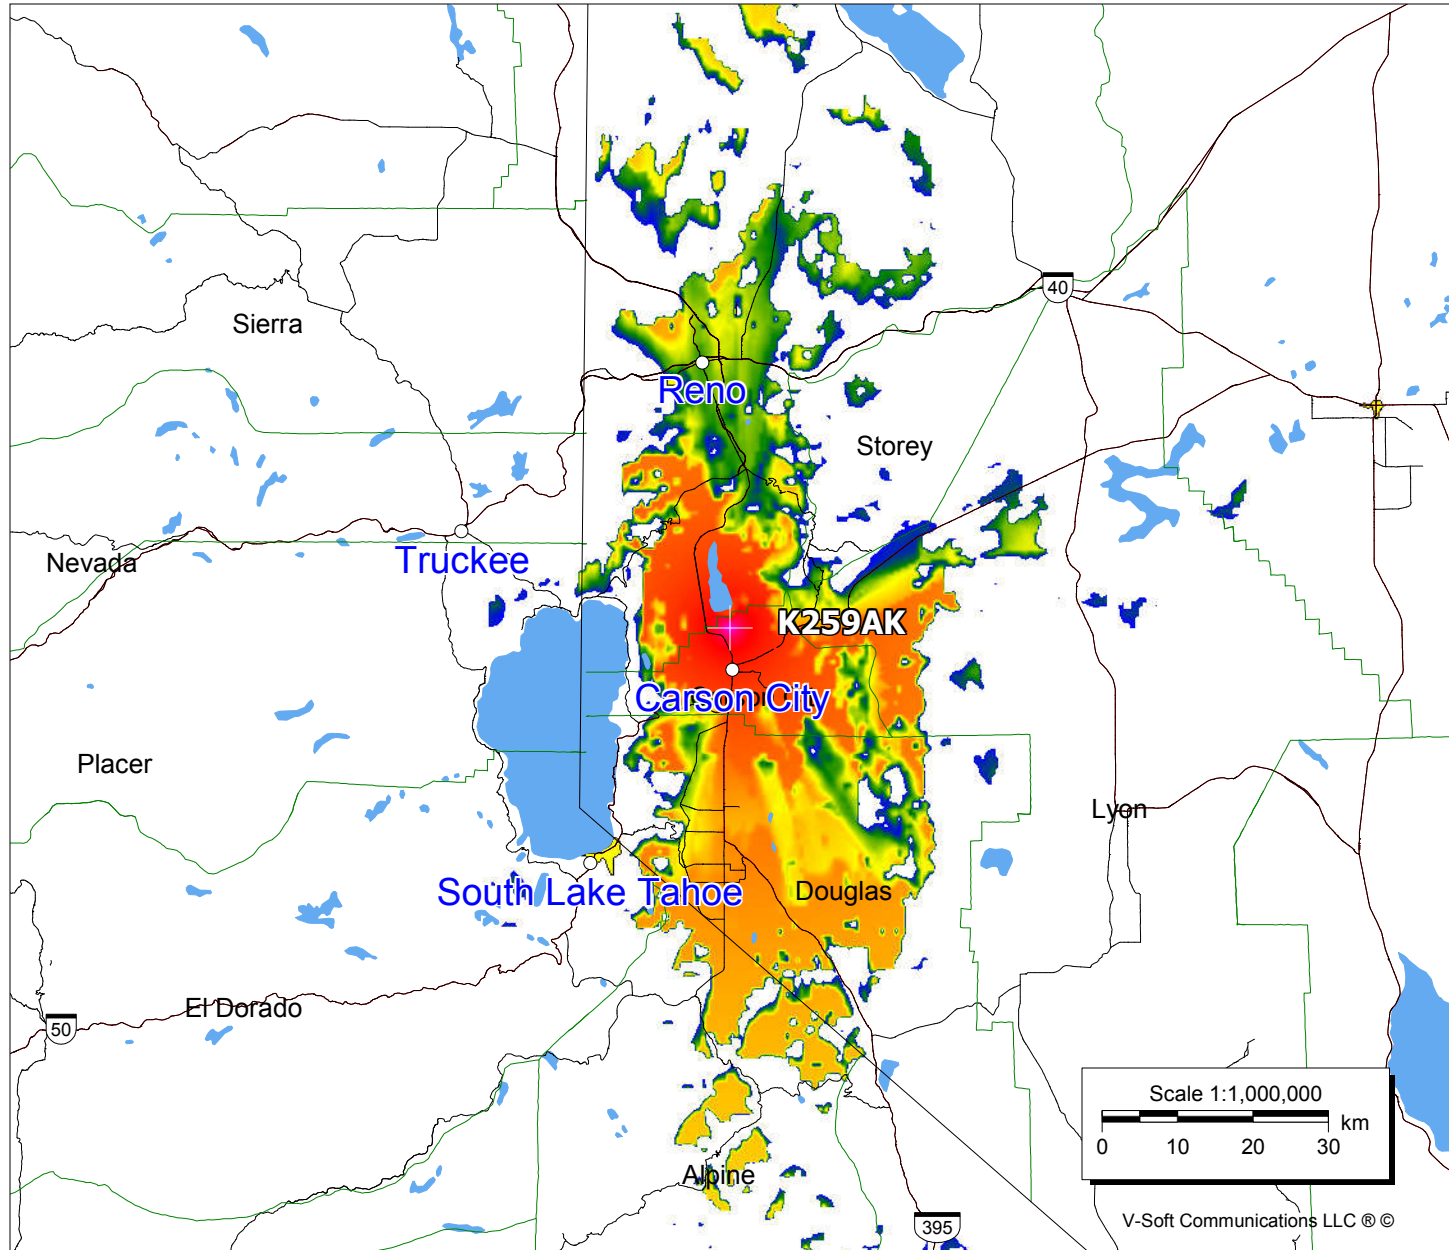 40
Sierra
Reno
Storey
Nevada
Truckee
K259AK
Carson City
Placer
Lyon
South Lake Tahoe
Douglas
El Dorado
50
Scale 1:1,000,000
km
0 10 20 30
Alpine
395
V-Soft Communications LLC ® ©